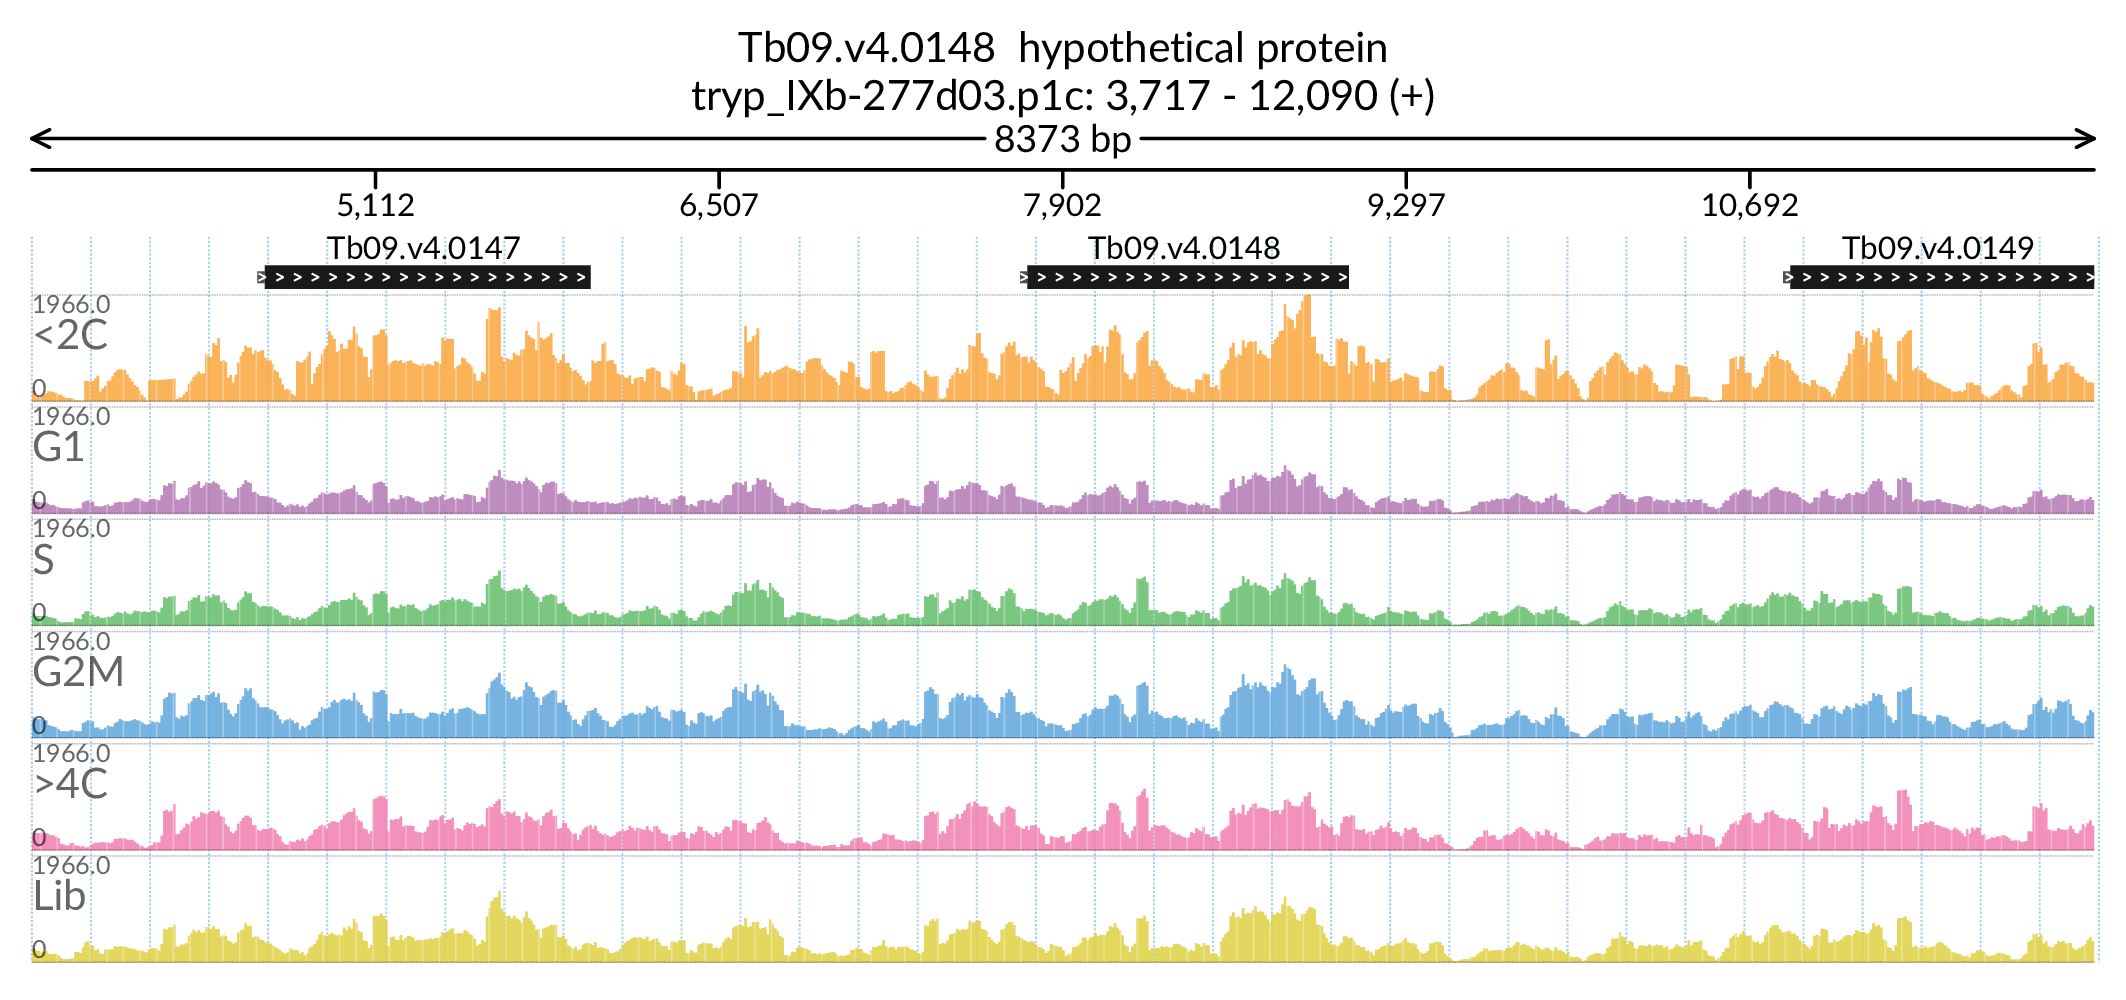 Tb09.v4.0148  hypothetical protein
tryp_IXb-277d03.p1c: 3,717 - 12,090 (+)
8373 bp
5,112 6,507 7,902 9,297 10,692
Tb09.v4.0147 Tb09.v4.0148 Tb09.v4.0149
1966.0
<2C
0
1966.0
G1
0
1966.0
S
0
1966.0
G2M
0
1966.0
>4C
0
1966.0
Lib
0